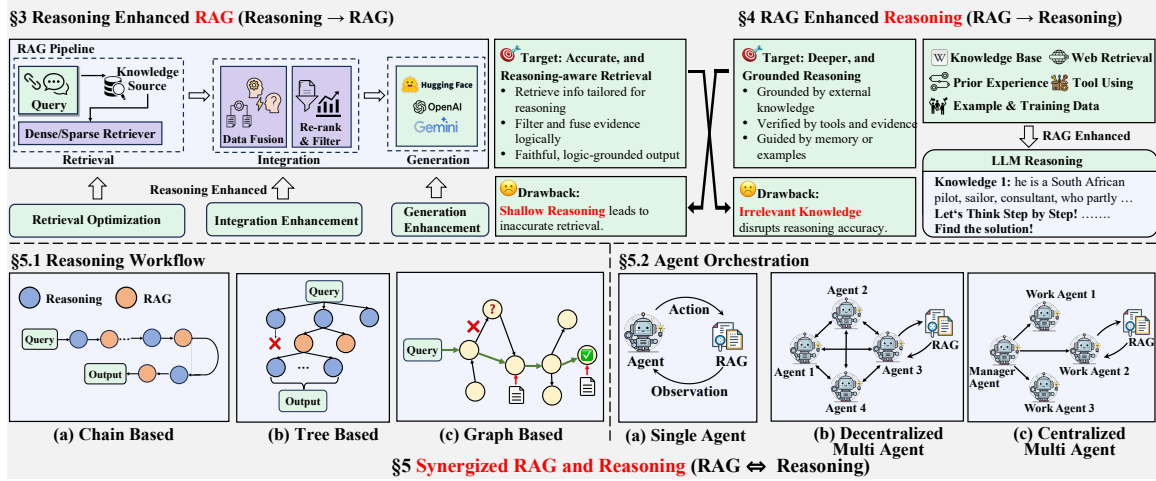 §3 Reasoning Enhanced RAG (Reasoning → RAG)
RAG Pipeline
Query
Knowledge
Source
Dense/Sparse Retriever
Retrieval
Data Fusion
Re-rank
& Filter
Integration
Hugging Face
OpenAI
Gemini
Generation
Reasoning Enhanced
Retrieval Optimization
Integration Enhancement
Generation
Enhancement
Target: Accurate, and
Reasoning-aware Retrieval
• Retrieve info tailored for
reasoning
• Filter and fuse evidence
logically
• Faithful, logic-grounded output
Drawback:
Shallow Reasoning leads to
inaccurate retrieval.
§4 RAG Enhanced Reasoning (RAG → Reasoning)
Target: Deeper, and
Grounded Reasoning
• Grounded by external
knowledge
• Verified by tools and evidence
• Guided by memory or
examples
Drawback:
Irrelevant Knowledge
disrupts reasoning accuracy.
W Knowledge Base
Web Retrieval
Prior Experience
Tool Using
Example & Training Data
RAG Enhanced
LLM Reasoning
Knowledge 1: he is a South African
pilot, sailor, consultant, who partly …
Let‘s Think Step by Step! …….
Find the solution!
§5.1 Reasoning Workflow
Reasoning
RAG
Query
...
Output
(a) Chain Based
Query
...
Output
(b) Tree Based
?
Query
...
(c) Graph Based
§5.2 Agent Orchestration
Action
Agent
RAG
Observation
(a) Single Agent
Agent 2
Agent 1
Agent 3
RAG
Agent 4
(b) Decentralized
Multi Agent
Work Agent 1
Manager
Agent
Work Agent 2
RAG
Work Agent 3
(c) Centralized
Multi Agent
§5 Synergized RAG and Reasoning (RAG ⇔ Reasoning)